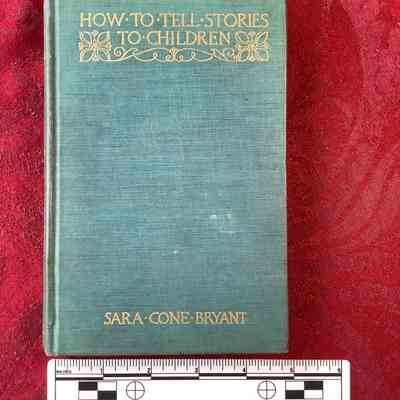 HOW·TO·TELL·STORIES
TO·CHILDREN
SARA·CONE·BRYANT